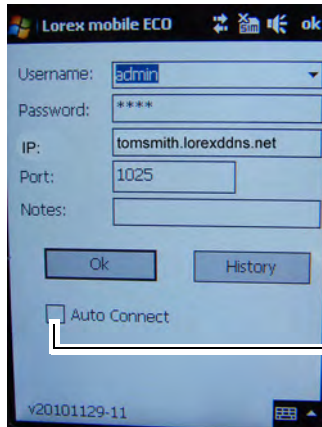 Lorex mobile ECO sim ok
Username: admin
Password: ****
IP: tomsmith.lorexddns.net
Port: 1025
Notes:
Ok History
Auto Connect
v20101129-11